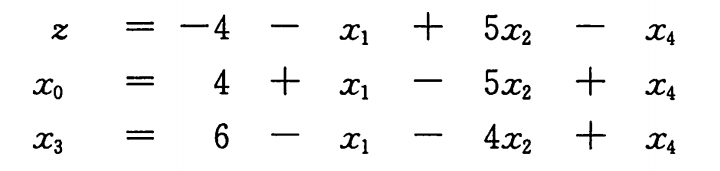 z = −4 − x₁ + 5x₂ − x₄
x₀ = 4 + x₁ − 5x₂ + x₄
x₃ = 6 − x₁ − 4x₂ + x₄